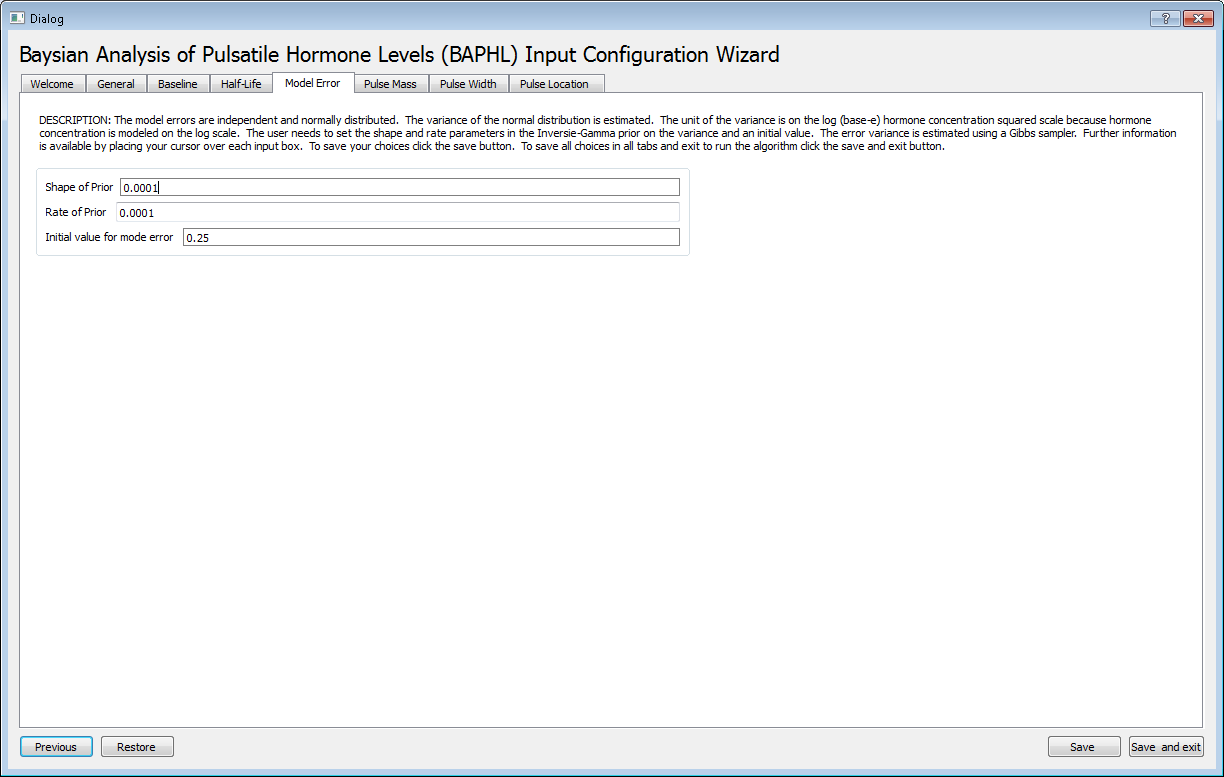 Dialog
?
Baysian Analysis of Pulsatile Hormone Levels (BAPHL) Input Configuration Wizard
Welcome General Baseline Half-Life Model Error Pulse Mass Pulse Width Pulse Location
DESCRIPTION: The model errors are independent and normally distributed. The variance of the normal distribution is estimated. The unit of the variance is on the log (base-e) hormone concentration squared scale because hormone
concentration is modeled on the log scale. The user needs to set the shape and rate parameters in the Inversie-Gamma prior on the variance and an initial value. The error variance is estimated using a Gibbs sampler. Further information
is available by placing your cursor over each input box. To save your choices click the save button. To save all choices in all tabs and exit to run the algorithm click the save and exit button.
Shape of Prior 0.0001
Rate of Prior 0.0001
Initial value for mode error 0.25
Previous Restore Save Save and exit